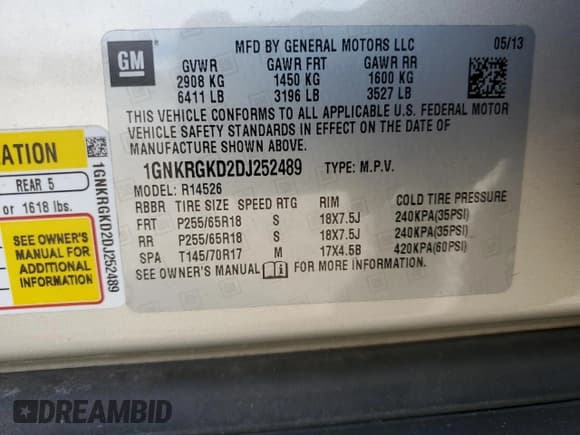 GM
MFD BY GENERAL MOTORS LLC 05/13
GVWR GAWR FRT GAWR RR
2908 KG 1450 KG 1600 KG
6411 LB 3196 LB 3527 LB
THIS VEHICLE CONFORMS TO ALL APPLICABLE U.S. FEDERAL MOTOR
VEHICLE SAFETY STANDARDS IN EFFECT ON THE DATE OF
MANUFACTURE SHOWN ABOVE.
1GNKRGKD2DJ252489 TYPE: M.P.V.
MODEL: R14526
RBBR TIRE SIZE SPEED RTG RIM COLD TIRE PRESSURE
FRT P255/65R18 S 18X7.5J 240KPA(35PSI)
RR P255/65R18 S 18X7.5J 240KPA(35PSI)
SPA T145/70R17 M 17X4.5B 420KPA(60PSI)
SEE OWNER'S MANUAL FOR MORE INFORMATION.
REAR 5
or 1618 lbs.
SEE OWNER'S
MANUAL FOR
ADDITIONAL
INFORMATION
1GNKRGKD2DJ252489
DREAMBID